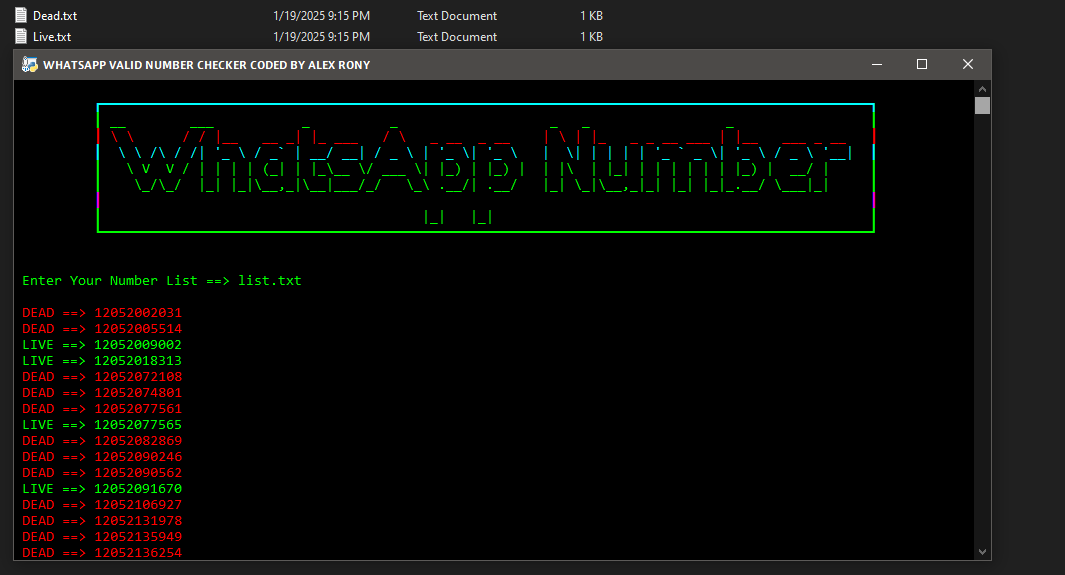 Dead.txt 1/19/2025 9:15 PM Text Document 1 KB
Live.txt 1/19/2025 9:15 PM Text Document 1 KB
WHATSAPP VALID NUMBER CHECKER CODED BY ALEX RONY
WhatsApp Number
Enter Your Number List ==> list.txt
DEAD ==> 12052002031
DEAD ==> 12052005514
LIVE ==> 12052009002
LIVE ==> 12052018313
DEAD ==> 12052072108
DEAD ==> 12052074801
DEAD ==> 12052077561
LIVE ==> 12052077565
DEAD ==> 12052082869
DEAD ==> 12052090246
DEAD ==> 12052090562
LIVE ==> 12052091670
DEAD ==> 12052106927
DEAD ==> 12052131978
DEAD ==> 12052135949
DEAD ==> 12052136254